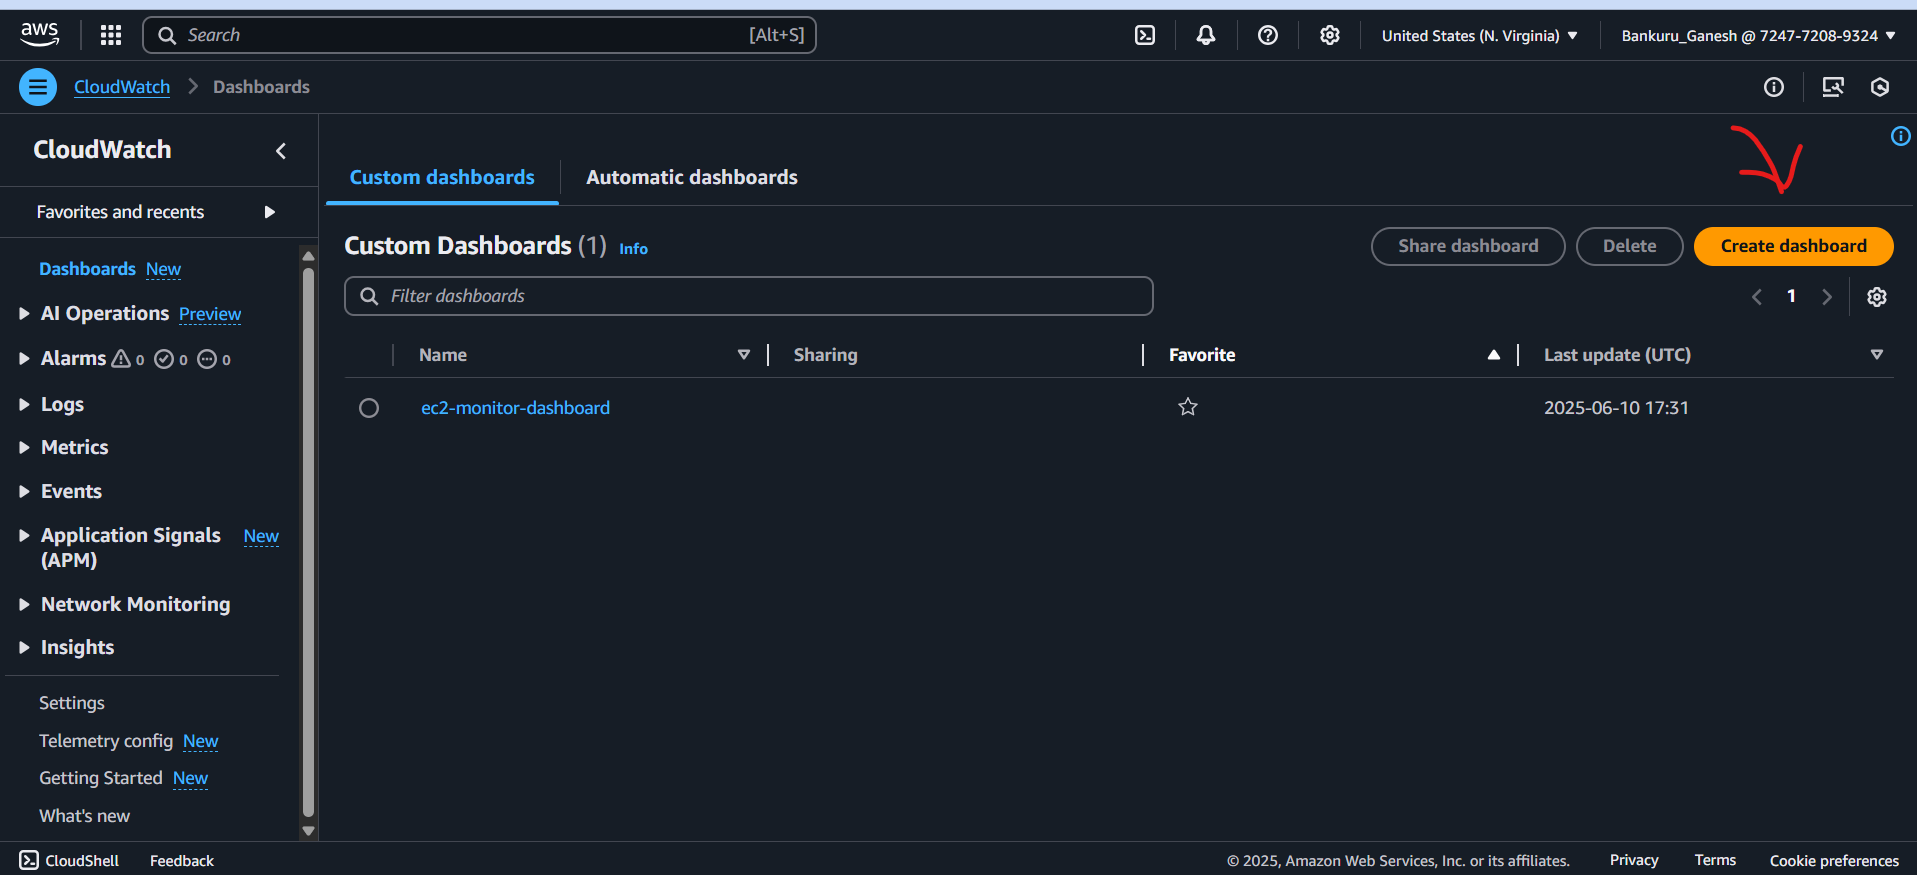 aws
Search [Alt+S]
United States (N. Virginia)
Bankuru_Ganesh @ 7247-7208-9324
CloudWatch
Dashboards
CloudWatch
Favorites and recents
Dashboards New
AI Operations Preview
Alarms 0 0 0
Logs
Metrics
Events
Application Signals New
(APM)
Network Monitoring
Insights
Settings
Telemetry config New
Getting Started New
What's new
Custom dashboards
Automatic dashboards
Custom Dashboards (1) Info
Share dashboard
Delete
Create dashboard
Filter dashboards
1
Name Sharing Favorite Last update (UTC)
ec2-monitor-dashboard 2025-06-10 17:31
CloudShell
Feedback
© 2025, Amazon Web Services, Inc. or its affiliates.
Privacy
Terms
Cookie preferences